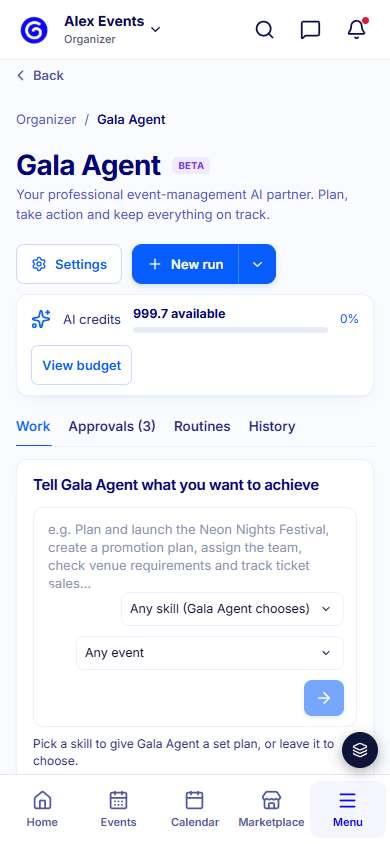 Alex Events
Organizer
Back
Organizer / Gala Agent
Gala Agent BETA
Your professional event-management AI partner. Plan,
take action and keep everything on track.
Settings
New run
AI credits
999.7 available
0%
View budget
Work
Approvals (3)
Routines
History
Tell Gala Agent what you want to achieve
e.g. Plan and launch the Neon Nights Festival,
create a promotion plan, assign the team,
check venue requirements and track ticket
sales...
Any skill (Gala Agent chooses)
Any event
Pick a skill to give Gala Agent a set plan, or leave it to
choose.
Home
Events
Calendar
Marketplace
Menu